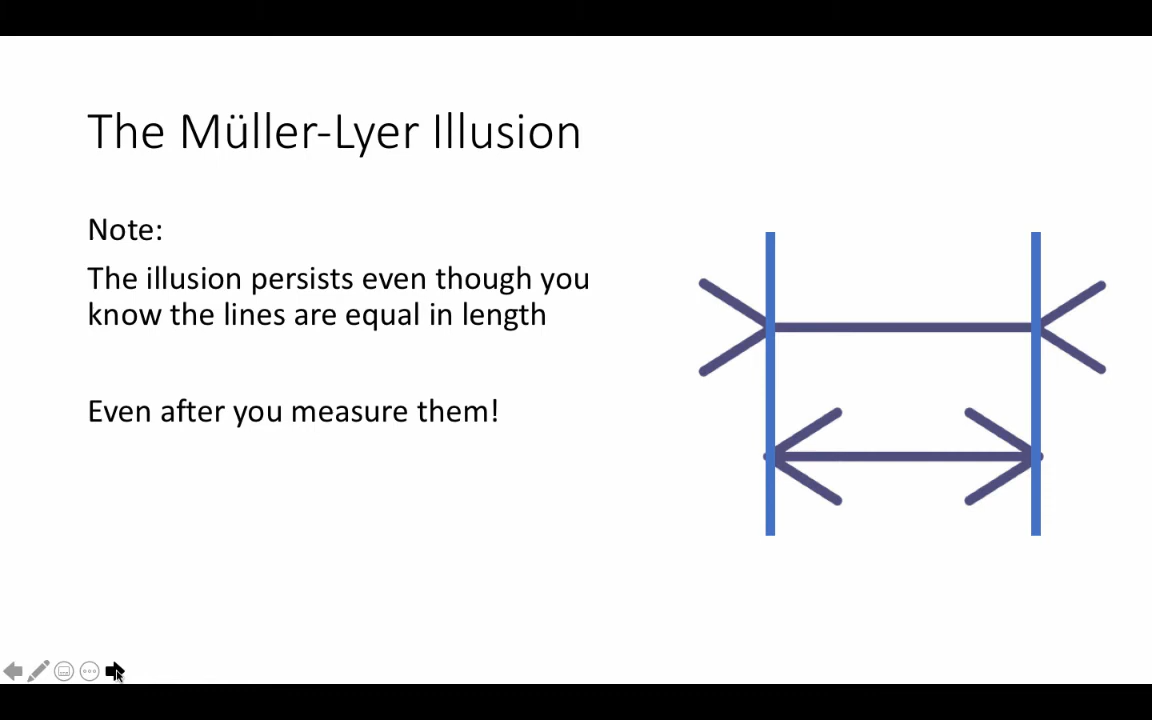 The Müller-Lyer Illusion
Note:
The illusion persists even though you
know the lines are equal in length
Even after you measure them!